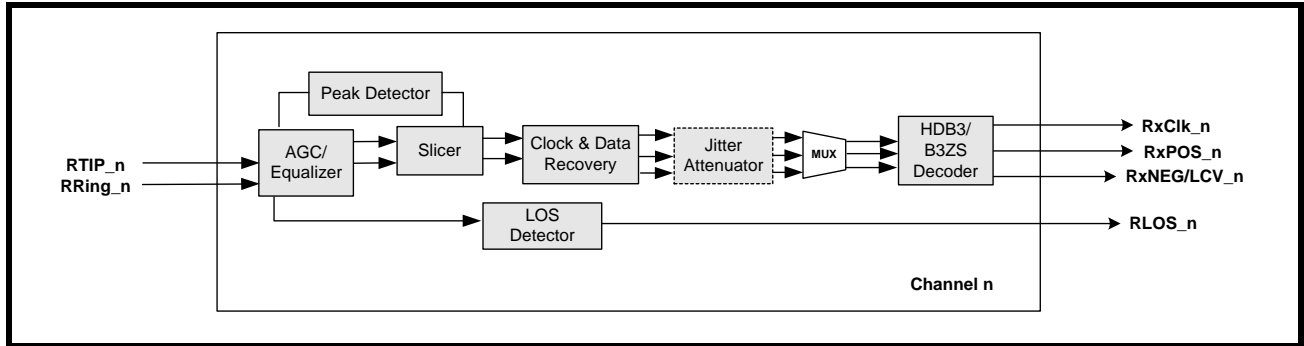 Peak Detector
AGC/
Equalizer
Slicer
Clock & Data
Recovery
Jitter
Attenuator
MUX
HDB3/
B3ZS
Decoder
RTIP_n
RRing_n
RxClk_n
RxPOS_n
RxNEG/LCV_n
LOS
Detector
RLOS_n
Channel n